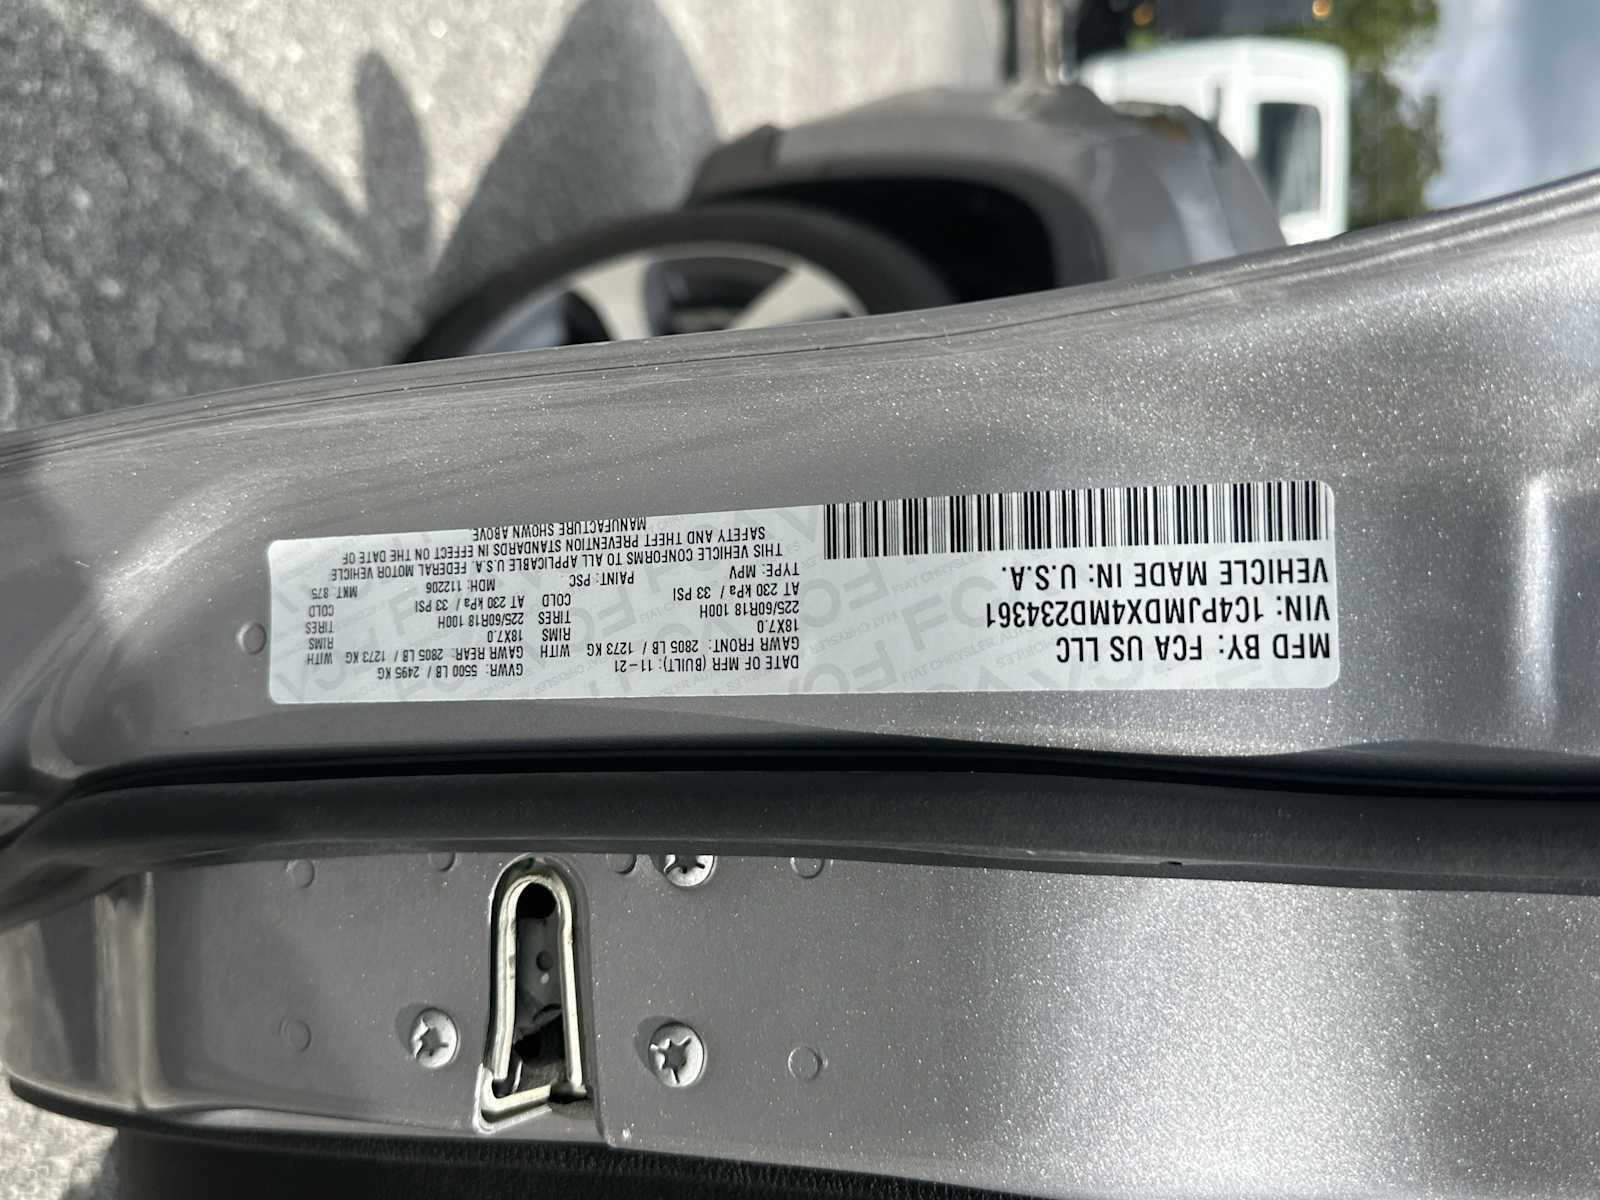 MFD BY: FCA US LLC
VIN: 1C4PJMDX4MD234361
VEHICLE MADE IN: U.S.A.
DATE OF MFR (BUILT): 11-21 GVWR: 5500 LB / 2495 KG
GAWR FRONT: 2805 LB / 1273 KG WITH GAWR REAR: 2805 LB / 1273 KG WITH
18X7.0 RIMS 18X7.0 RIMS
225/60R18 100H TIRES 225/60R18 100H TIRES
AT 230 kPa / 33 PSI COLD AT 230 kPa / 33 PSI COLD
TYPE: MPV PAINT: PSC MDH: 112206 MKT: 875
THIS VEHICLE CONFORMS TO ALL APPLICABLE U.S.A. FEDERAL MOTOR VEHICLE
SAFETY AND THEFT PREVENTION STANDARDS IN EFFECT ON THE DATE OF
MANUFACTURE SHOWN ABOVE.